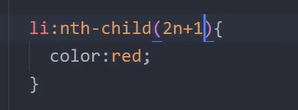 li:nth-child(2n+1){
color:red;
}